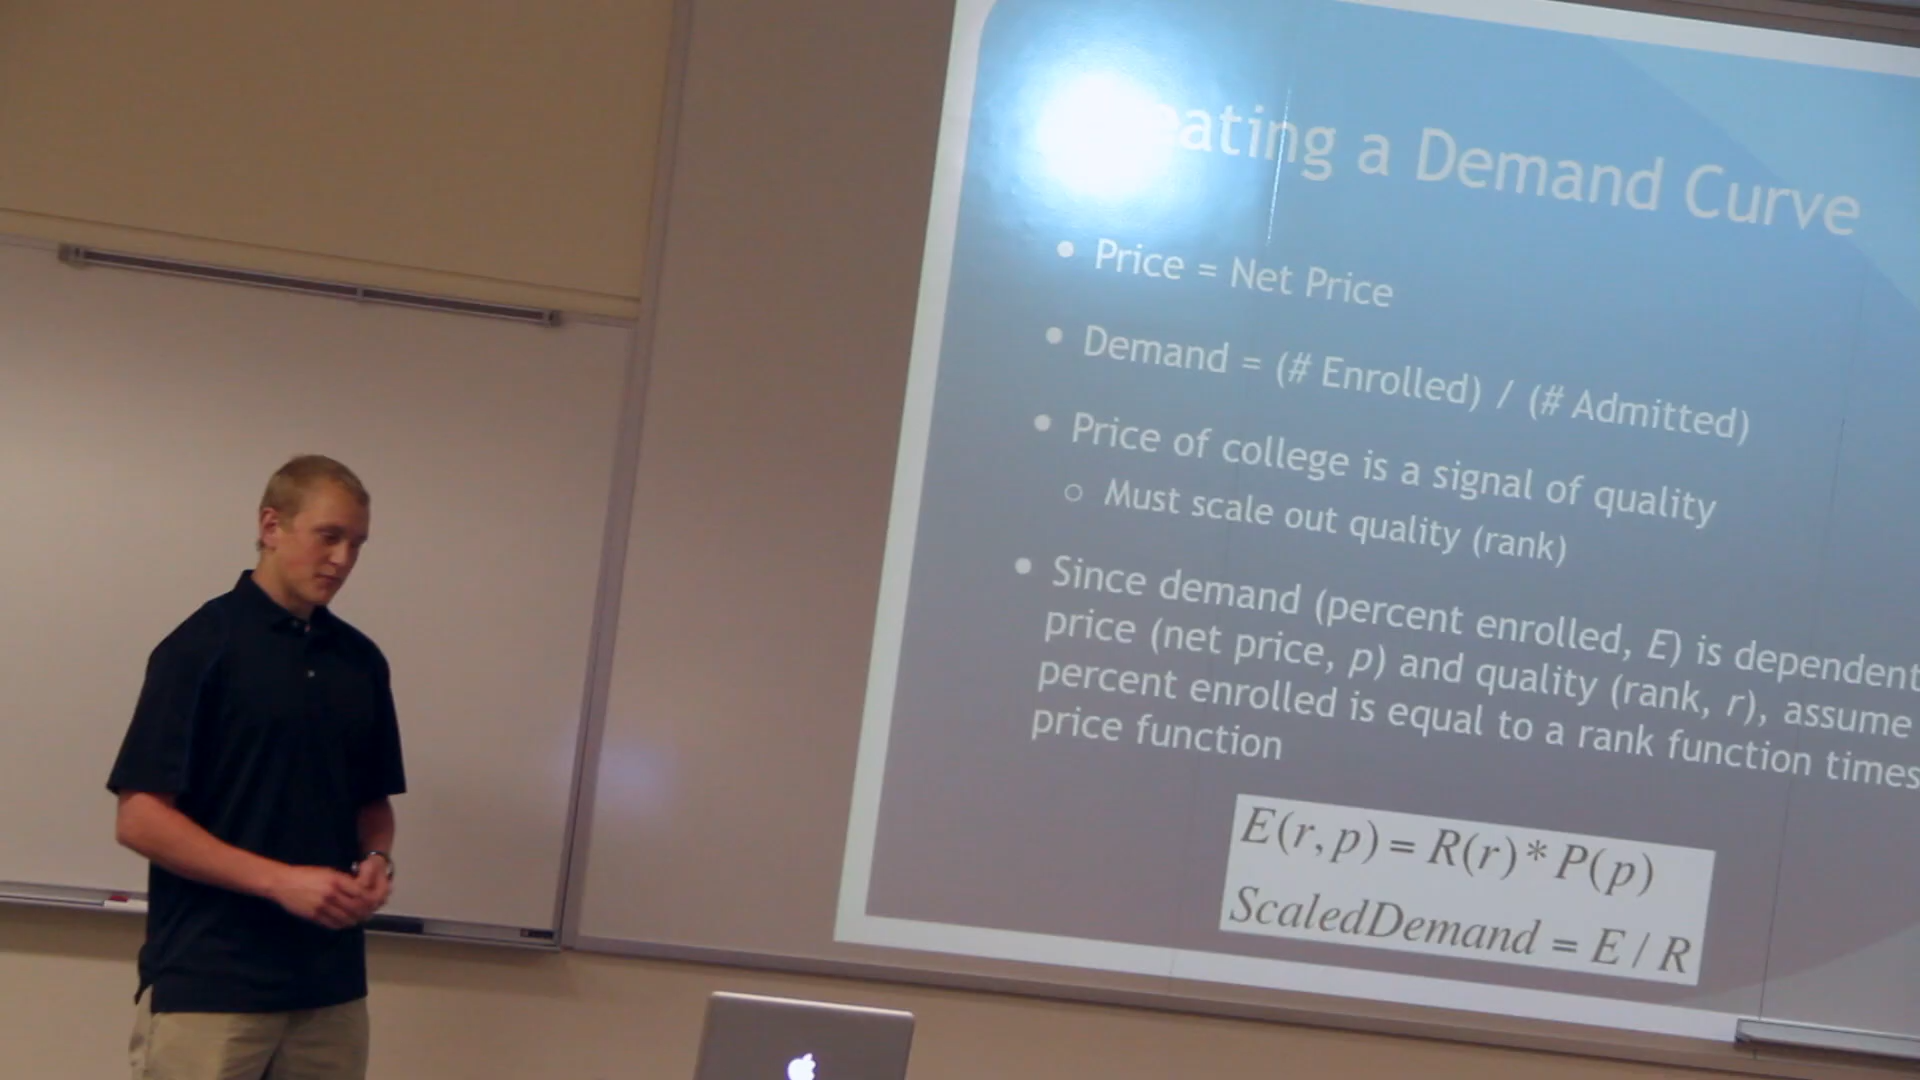 a Demand Curve
• Price = Net Price
• Demand = (# Enrolled) / (# Admitted)
• Price of college is a signal of quality
○ Must scale out quality (rank)
• Since demand (percent enrolled, E) is dependent
price (net price, p) and quality (rank, r), assume
percent enrolled is equal to a rank function times
price function
E(r,p) = R(r)*P(p)
ScaledDemand = E / R